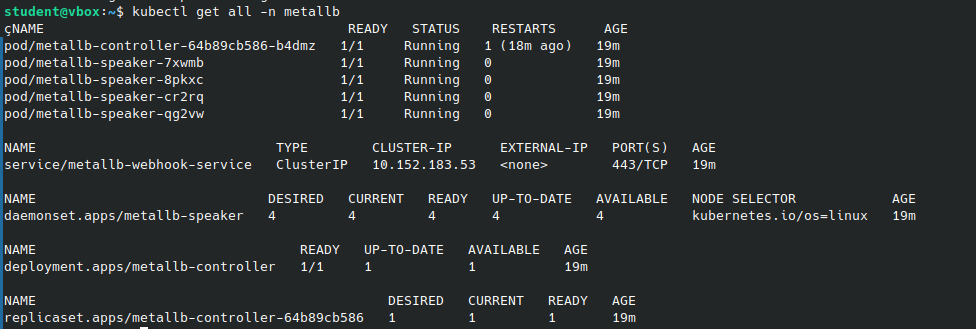 student@vbox:~$ kubectl get all -n metallb
çNAME                                      READY   STATUS    RESTARTS      AGE
pod/metallb-controller-64b89cb586-b4dmz   1/1     Running   1 (18m ago)   19m
pod/metallb-speaker-7xwmb                 1/1     Running   0             19m
pod/metallb-speaker-8pkxc                 1/1     Running   0             19m
pod/metallb-speaker-cr2rq                 1/1     Running   0             19m
pod/metallb-speaker-qg2vw                 1/1     Running   0             19m
NAME                              TYPE        CLUSTER-IP      EXTERNAL-IP   PORT(S)   AGE
service/metallb-webhook-service   ClusterIP   10.152.183.53   <none>        443/TCP   19m
NAME                             DESIRED   CURRENT   READY   UP-TO-DATE   AVAILABLE   NODE SELECTOR            AGE
daemonset.apps/metallb-speaker   4         4         4       4            4           kubernetes.io/os=linux   19m
NAME                                 READY   UP-TO-DATE   AVAILABLE   AGE
deployment.apps/metallb-controller   1/1     1            1           19m
NAME                                            DESIRED   CURRENT   READY   AGE
replicaset.apps/metallb-controller-64b89cb586   1         1         1       19m